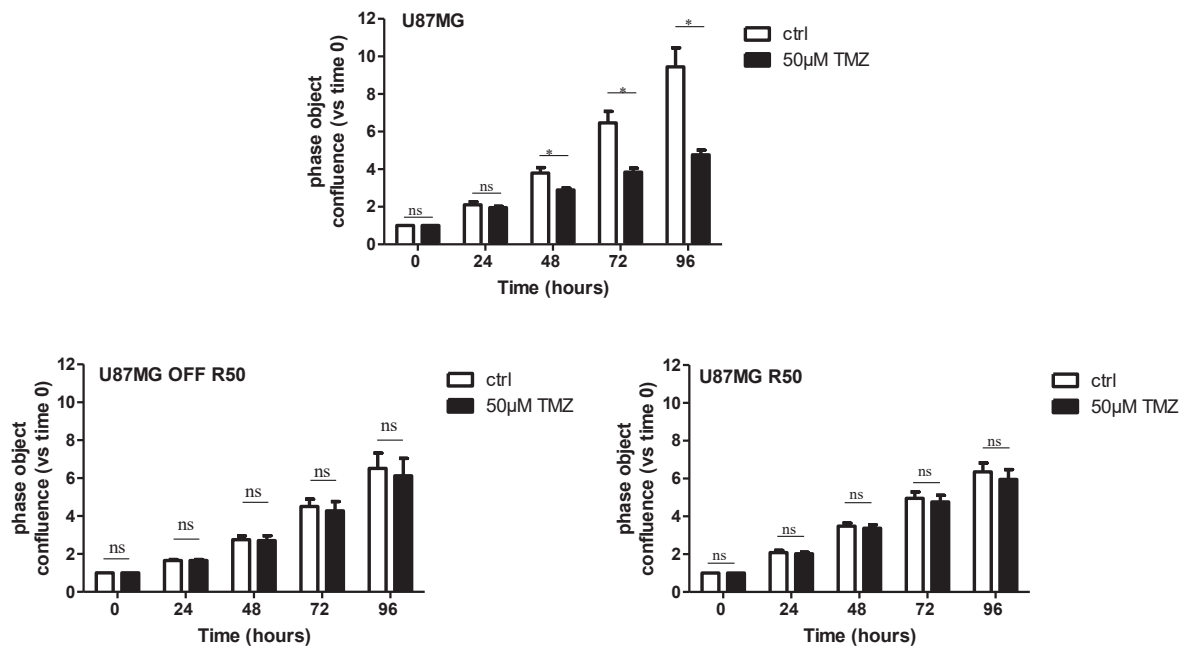 U87MG
ctrl
50µM TMZ
phase object
confluence (vs time 0)
12
10
8
6
4
2
0
ns
ns
*
*
*
0 24 48 72 96
Time (hours)
U87MG OFF R50
ctrl
50µM TMZ
phase object
confluence (vs time 0)
12
10
8
6
4
2
0
ns
ns
ns
ns
ns
0 24 48 72 96
Time (hours)
U87MG R50
ctrl
50µM TMZ
phase object
confluence (vs time 0)
12
10
8
6
4
2
0
ns
ns
ns
ns
ns
0 24 48 72 96
Time (hours)